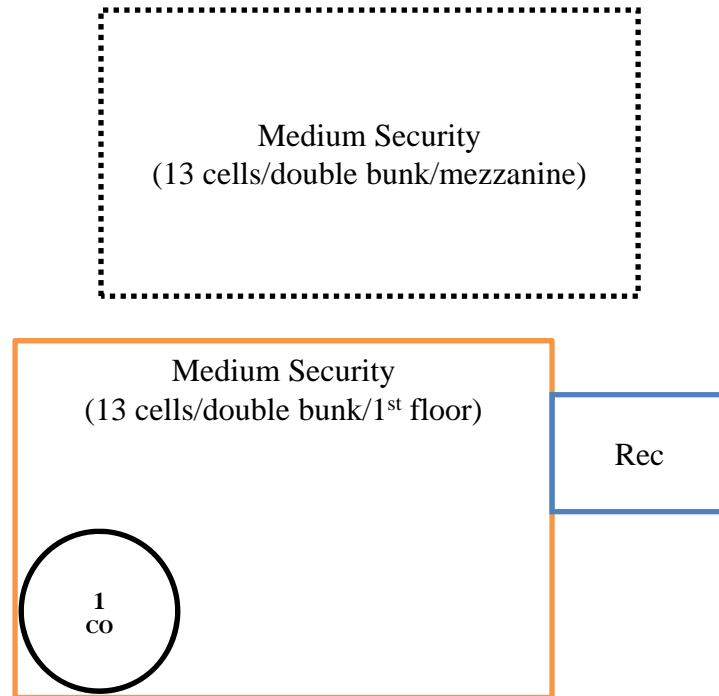 Medium Security
(13 cells/double bunk/mezzanine)
Medium Security
(13 cells/double bunk/1st floor)
Rec
1
CO